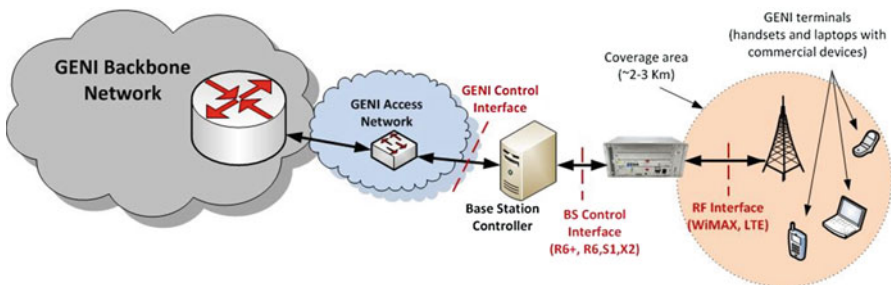 GENI Backbone
Network
GENI Access
Network
GENI Control
Interface
Base Station
Controller
BS Control
Interface
(R6+, R6,S1,X2)
Coverage area
(~2-3 Km)
RF Interface
(WiMAX, LTE)
GENI terminals
(handsets and laptops with
commercial devices)